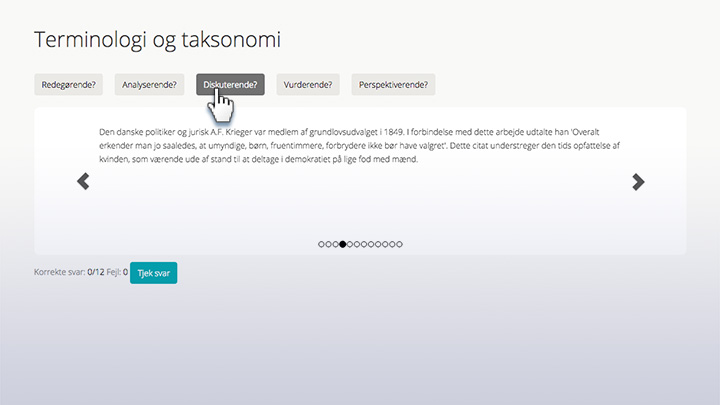 Terminologi og taksonomi
Redegørende? Analyserende? Diskuterende? Vurderende? Perspektiverende?
Den danske politiker og jurisk A.F. Krieger var medlem af grundlovsudvalget i 1849. I forbindelse med dette arbejde udtalte han 'Overalt
erkender man jo saaledes, at umyndige, børn, fruentimmere, forbrydere ikke bør have valgret'. Dette citat understreger den tids opfattelse af
kvinden, som værende ude af stand til at deltage i demokratiet på lige fod med mænd.
Korrekte svar: 0/12 Fejl: 0 Tjek svar